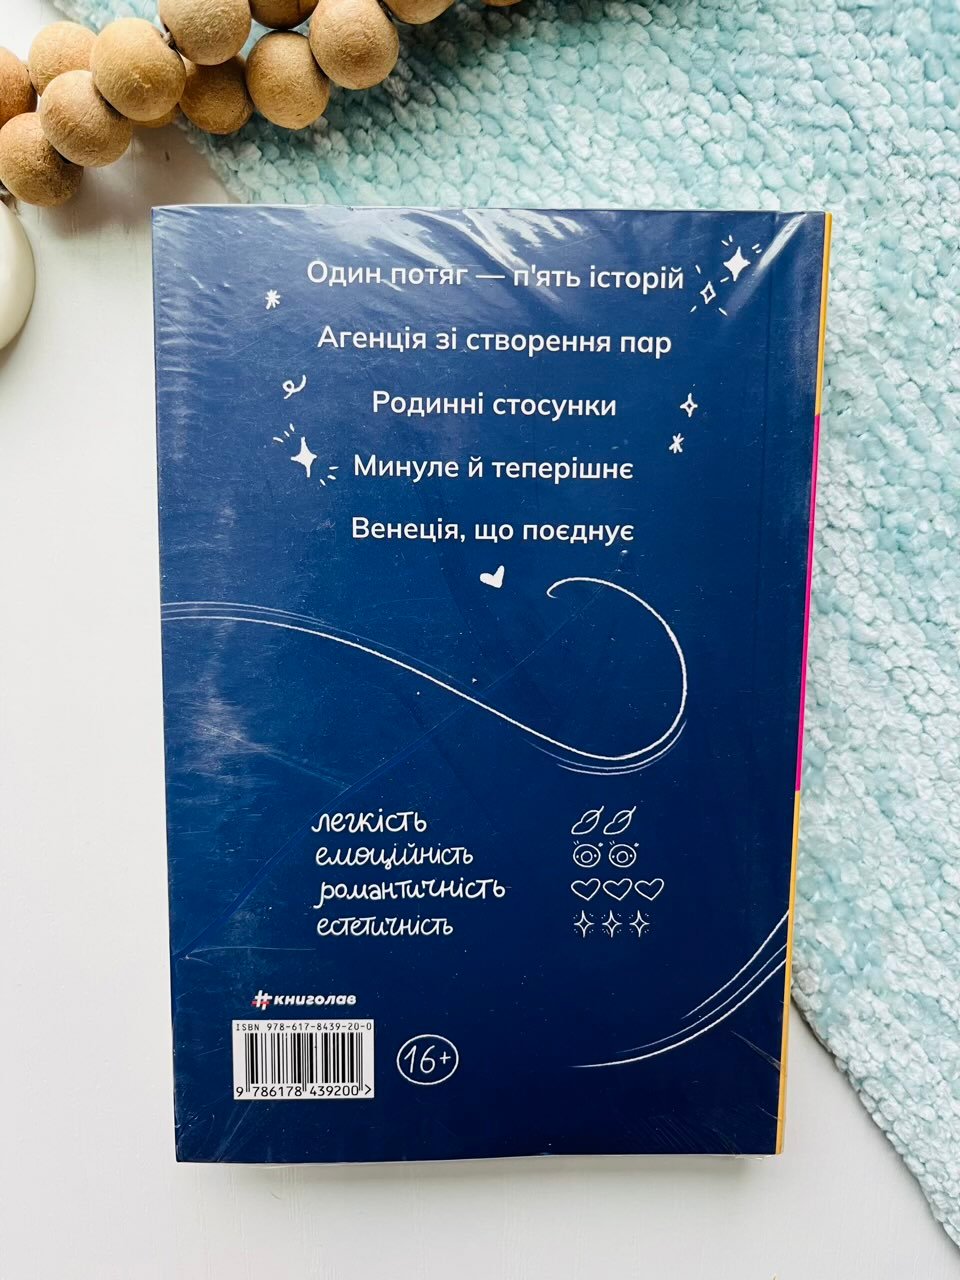 Один потяг — п'ять історій
Агенція зі створення пар
Родинні стосунки
Минуле й теперішнє
Венеція, що поєднує
легкість
емоційність
романтичність
естетичність
#книголав
ISBN 978-617-8439-20-0
9 786178 439200 >
16+